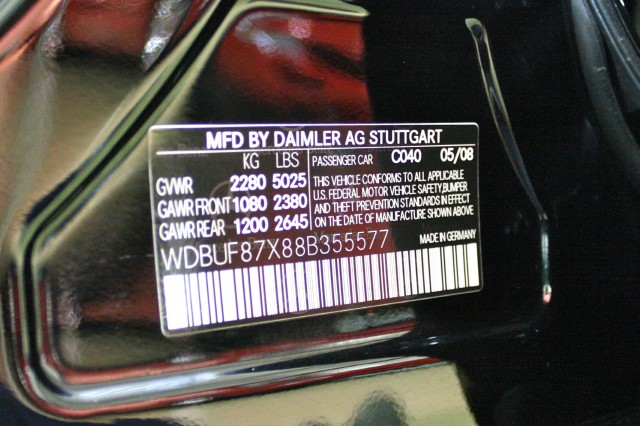 MFD BY DAIMLER AG STUTTGART
KG LBS PASSENGER CAR C040 05/08
GVWR 2280 5025
GAWR FRONT 1080 2380
GAWR REAR 1200 2645
THIS VEHICLE CONFORMS TO ALL APPLICABLE
U.S. FEDERAL MOTOR VEHICLE SAFETY, BUMPER
AND THEFT PREVENTION STANDARDS IN EFFECT
ON THE DATE OF MANUFACTURE SHOWN ABOVE
WDBUF87X88B355577 MADE IN GERMANY